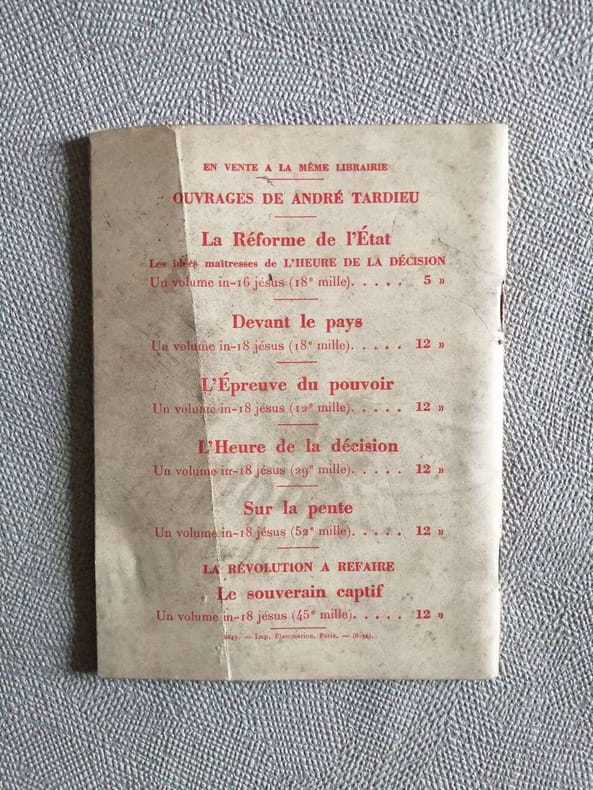 EN VENTE A LA MÊME LIBRAIRIE
OUVRAGES DE ANDRÉ TARDIEU
La Réforme de l'État
Les idées maîtresses de L'HEURE DE LA DÉCISION
Un volume in-16 jésus (18e mille). . . . . 5 »
Devant le pays
Un volume in-18 jésus (18e mille). . . . . 12 »
L'Épreuve du pouvoir
Un volume in-18 jésus (12e mille). . . . . 12 »
L'Heure de la décision
Un volume in-18 jésus (29e mille). . . . . 12 »
Sur la pente
Un volume in-18 jésus (52e mille). . . . . 12 »
LA RÉVOLUTION A REFAIRE
Le souverain captif
Un volume in-18 jésus (45e mille). . . . . 12 »
— Imp. Flammarion, Paris. — (6-36).